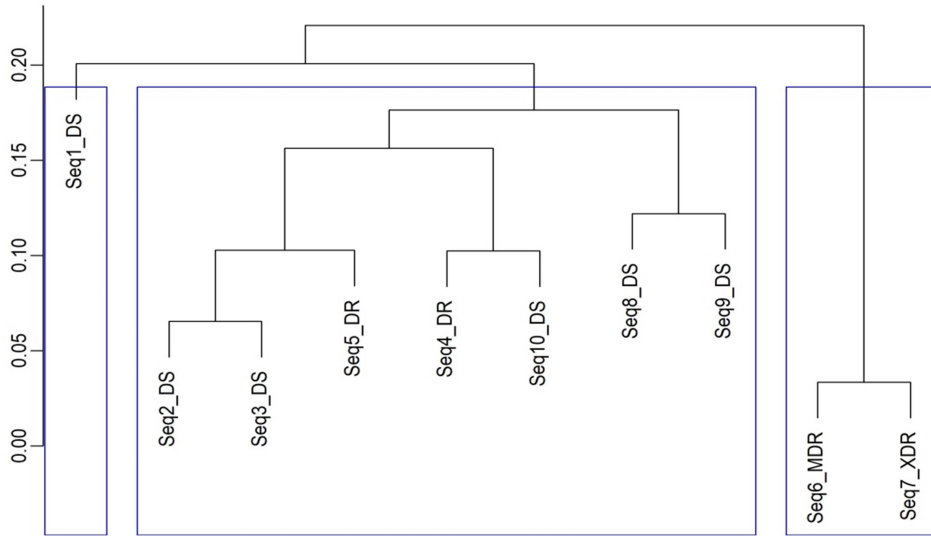 0.20
0.15
0.10
0.05
0.00
Seq1_DS
Seq2_DS
Seq3_DS
Seq5_DR
Seq4_DR
Seq10_DS
Seq8_DS
Seq9_DS
Seq6_MDR
Seq7_XDR